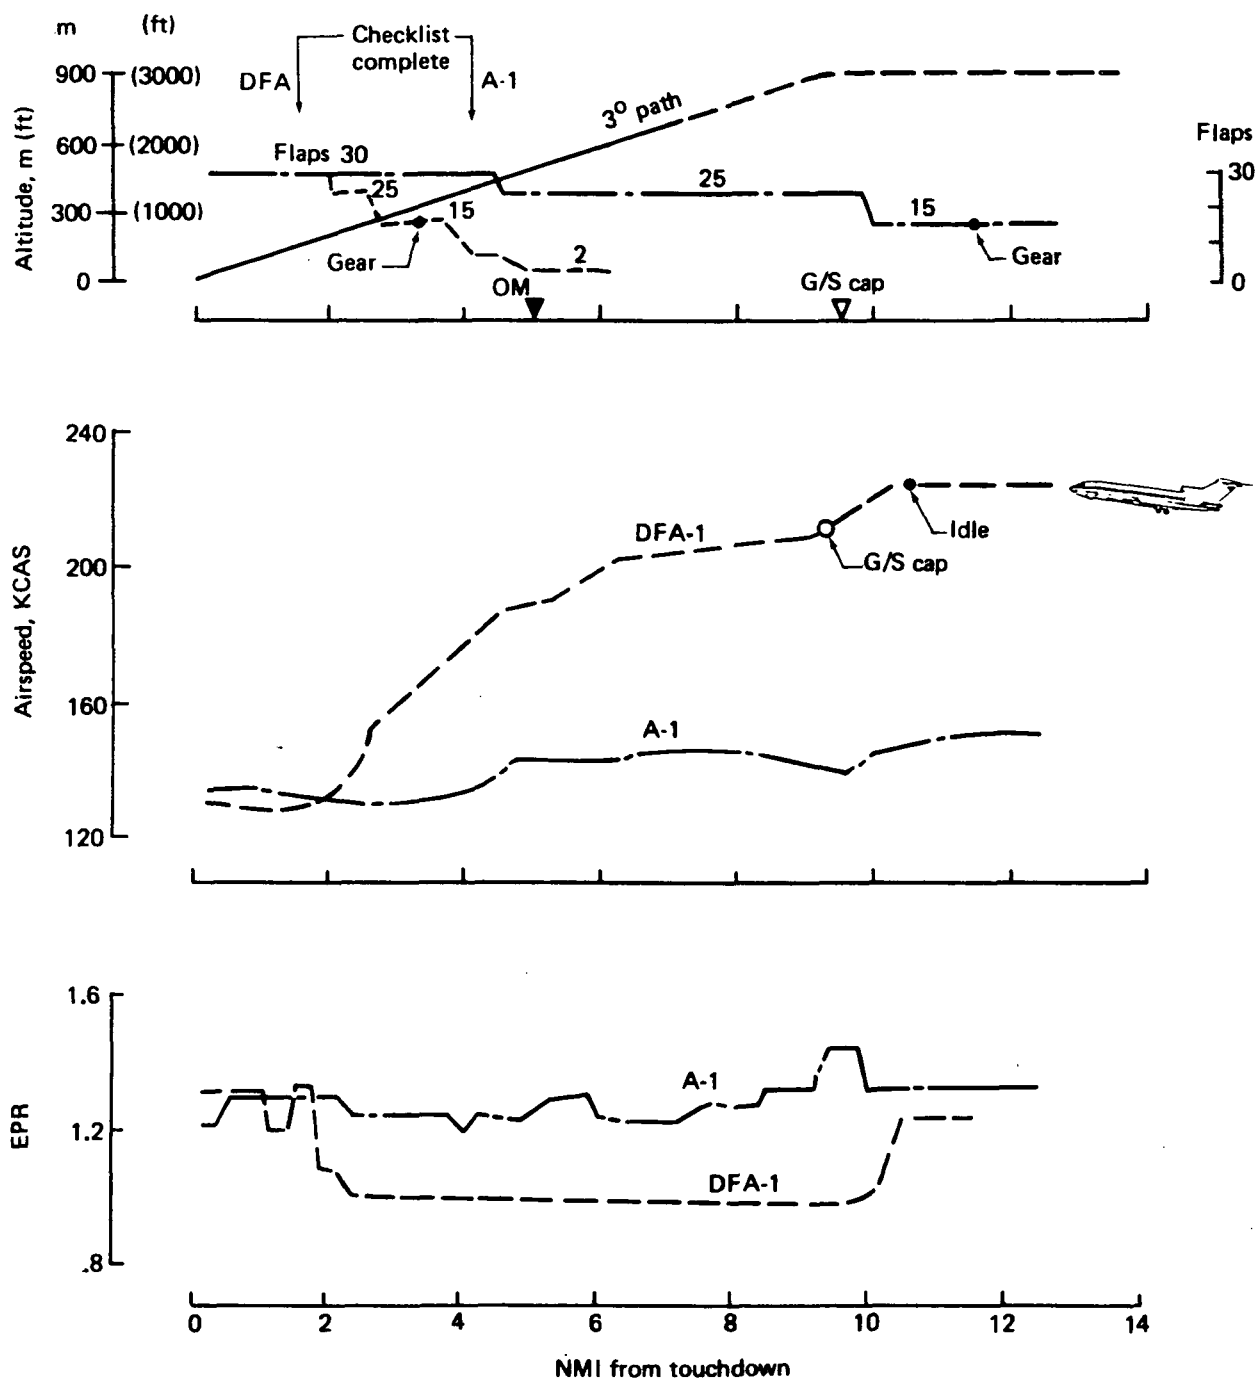 m (ft)
Checklist
complete
DFA
A-1
900 (3000)
600 (2000)
300 (1000)
0
Altitude, m (ft)
3° path
Flaps 30
25
15
2
Gear
OM
25
15
Gear
G/S cap
Flaps
30
0
240
200
160
120
Airspeed, KCAS
DFA-1
Idle
G/S cap
A-1
1.6
1.2
.8
EPR
A-1
DFA-1
0 2 4 6 8 10 12 14
NMI from touchdown